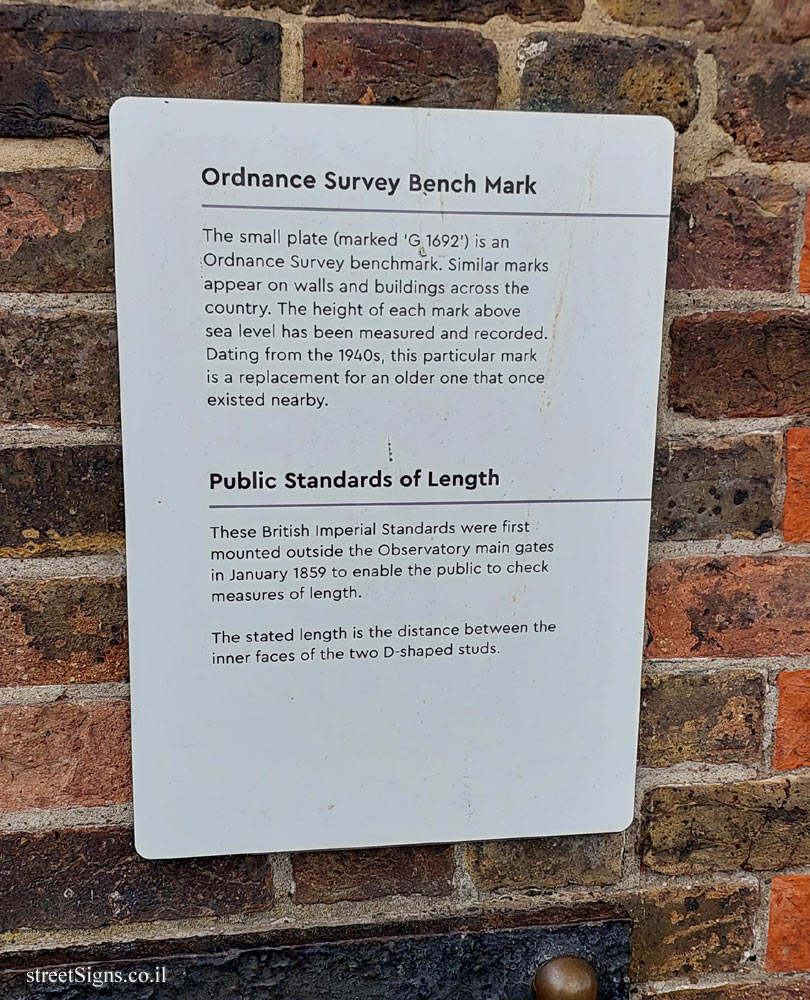 Ordnance Survey Bench Mark
The small plate (marked 'G 1692') is an
Ordnance Survey benchmark. Similar marks
appear on walls and buildings across the
country. The height of each mark above
sea level has been measured and recorded.
Dating from the 1940s, this particular mark
is a replacement for an older one that once
existed nearby.
Public Standards of Length
These British Imperial Standards were first
mounted outside the Observatory main gates
in January 1859 to enable the public to check
measures of length.
The stated length is the distance between the
inner faces of the two D-shaped studs.
streetSigns.co.il